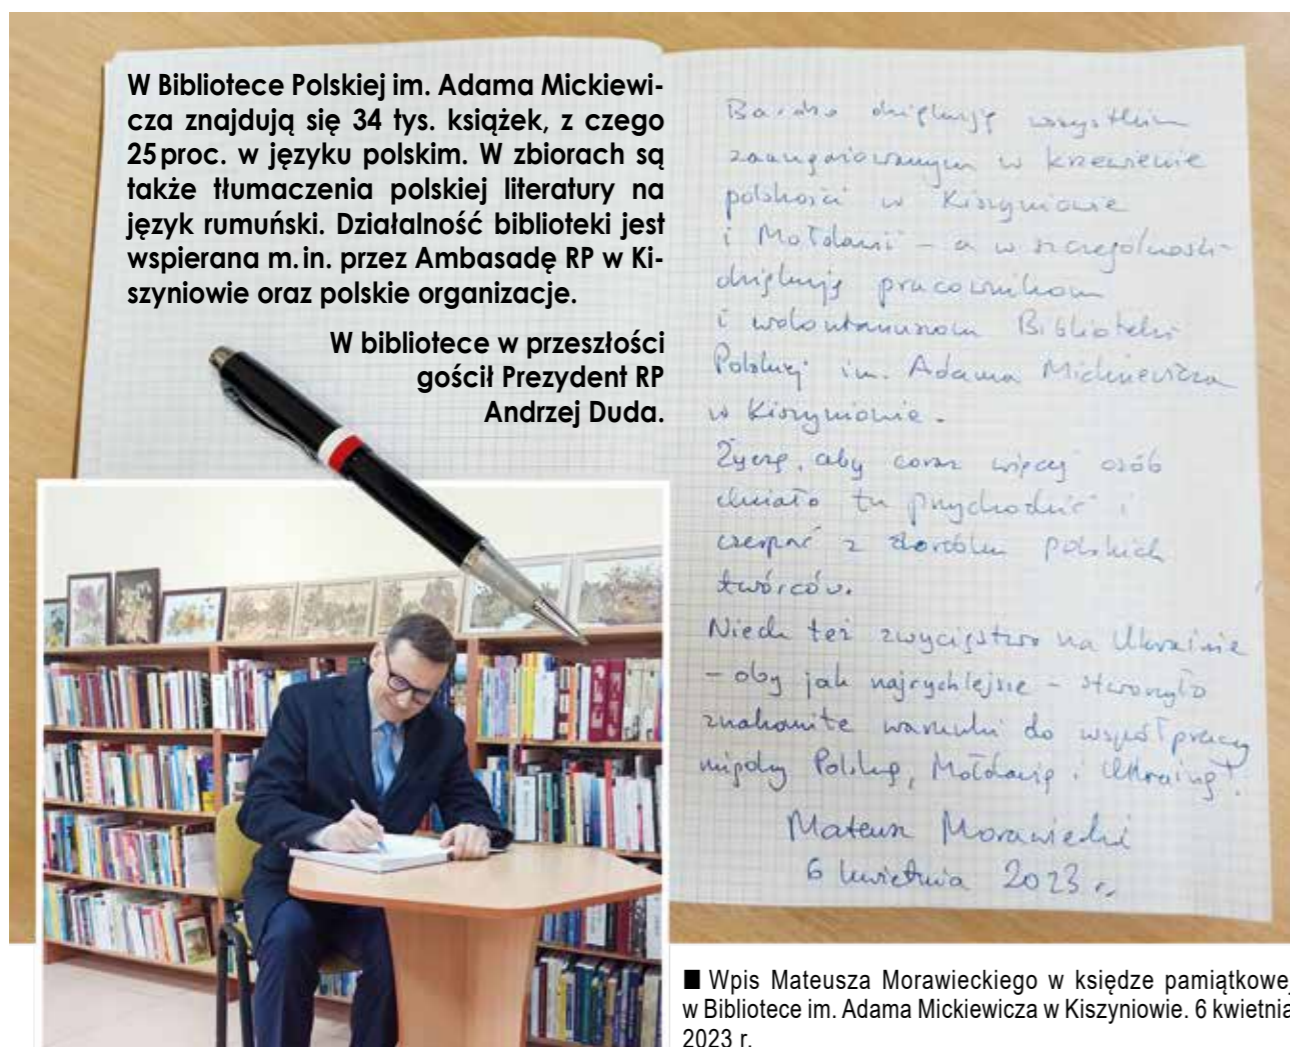 W Bibliotece Polskiej im. Adama Mickiewi-
cza znajdują się 34 tys. książek, z czego
25 proc. w języku polskim. W zbiorach są
także tłumaczenia polskiej literatury na
język rumuński. Działalność biblioteki jest
wspierana m.in. przez Ambasadę RP w Ki-
szyniowie oraz polskie organizacje.
W bibliotece w przeszłości
gościł Prezydent RP
Andrzej Duda.
Bardzo dziękuję wszystkim
zaangażowanym w krzewienie
polskości w Kiszyniowie
i Mołdawii – a w szczególności
dziękuję pracownikom
i wolontariuszom Biblioteki
Polskiej im. Adama Mickiewicza
w Kiszyniowie.
Życzę, aby coraz więcej osób
chciało tu przychodzić i
czerpać z dorobku polskich
twórców.
Niech też zwycięstwo na Ukrainie
– oby jak najrychlejsze – stworzyło
znakomite warunki do współpracy
między Polską, Mołdawią i Ukrainą!
Mateusz Morawiecki
6 kwietnia 2023 r.
■ Wpis Mateusza Morawieckiego w księdze pamiątkowej
w Bibliotece im. Adama Mickiewicza w Kiszyniowie. 6 kwietnia
2023 r.